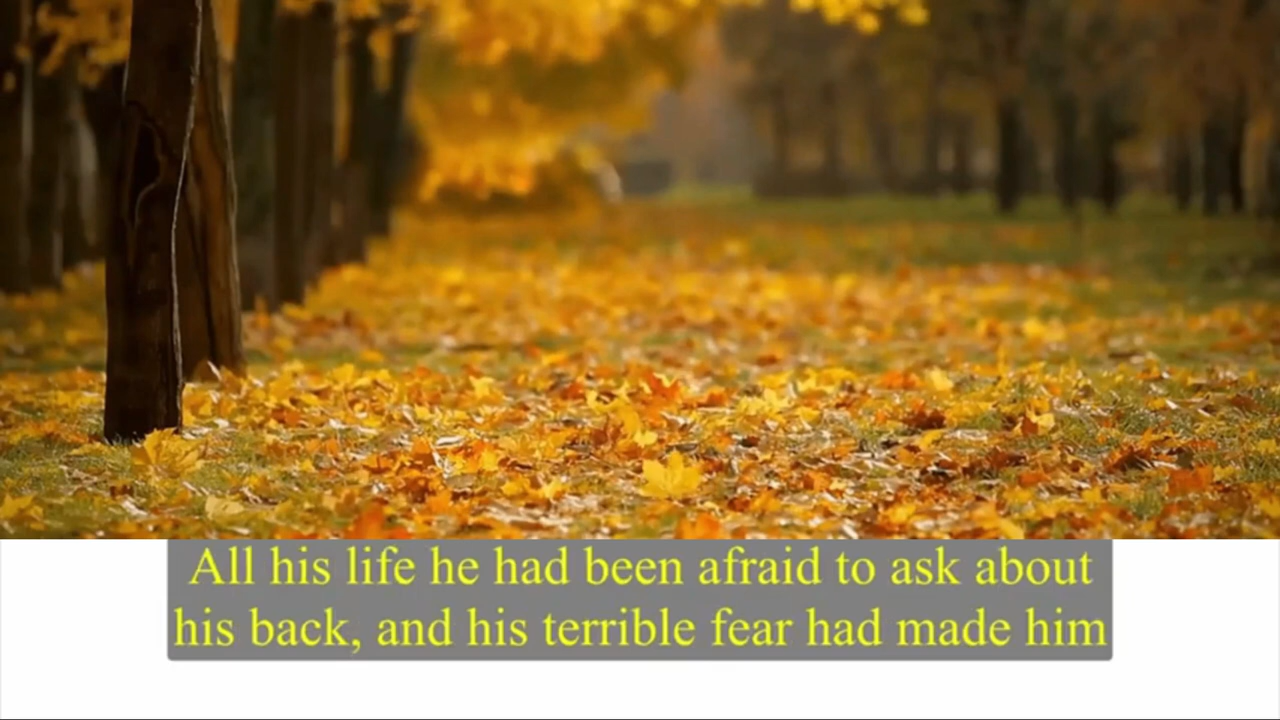 All his life he had been afraid to ask about
his back, and his terrible fear had made him